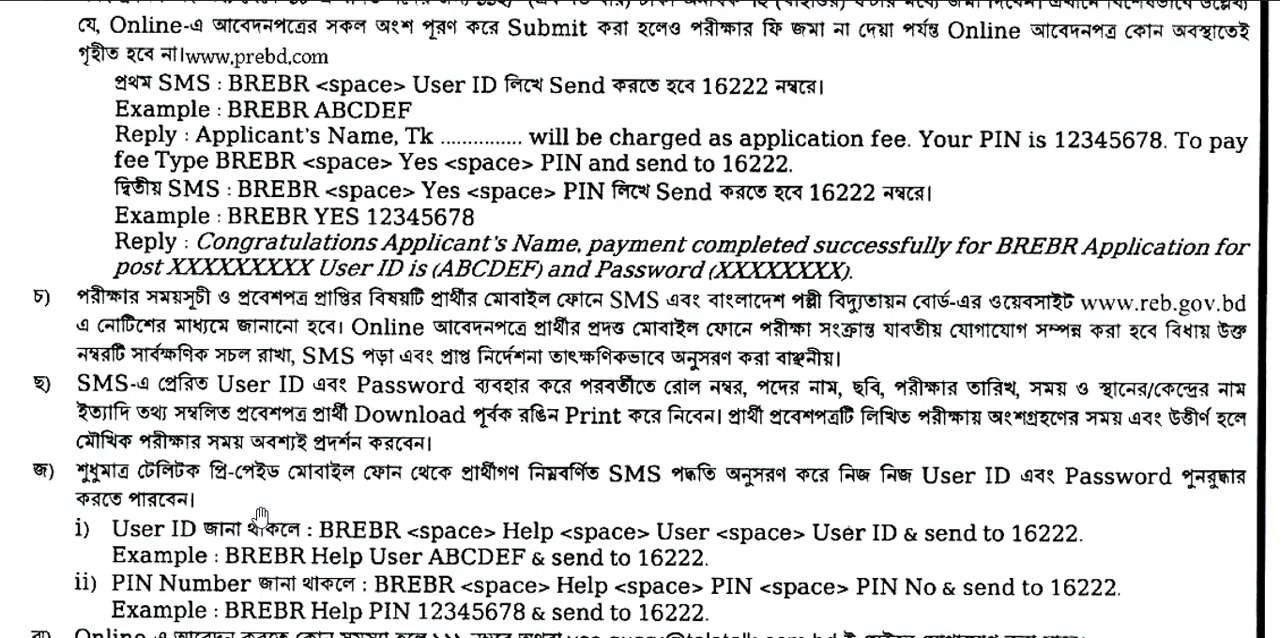 যে, Online-এ আবেদনপত্রের সকল অংশ পূরণ করে Submit করা হলেও পরীক্ষার ফি জমা না দেয়া পর্যন্ত Online আবেদনপত্র কোন অবস্থাতেই
গৃহীত হবে না।www.prebd.com
প্রথম SMS : BREBR <space> User ID লিখে Send করতে হবে 16222 নম্বরে।
Example : BREBR ABCDEF
Reply : Applicant's Name, Tk ............... will be charged as application fee. Your PIN is 12345678. To pay
fee Type BREBR <space> Yes <space> PIN and send to 16222.
দ্বিতীয় SMS : BREBR <space> Yes <space> PIN লিখে Send করতে হবে 16222 নম্বরে।
Example : BREBR YES 12345678
Reply : Congratulations Applicant's Name, payment completed successfully for BREBR Application for
post XXXXXXXXX User ID is (ABCDEF) and Password (XXXXXXXX).
চ) পরীক্ষার সময়সূচী ও প্রবেশপত্র প্রাপ্তির বিষয়টি প্রার্থীর মোবাইল ফোনে SMS এবং বাংলাদেশ পল্লী বিদ্যুতায়ন বোর্ড-এর ওয়েবসাইট www.reb.gov.bd
এ নোটিশের মাধ্যমে জানানো হবে। Online আবেদনপত্রে প্রার্থীর প্রদত্ত মোবাইল ফোনে পরীক্ষা সংক্রান্ত যাবতীয় যোগাযোগ সম্পন্ন করা হবে বিধায় উক্ত
নম্বরটি সার্বক্ষণিক সচল রাখা, SMS পড়া এবং প্রাপ্ত নির্দেশনা তাৎক্ষণিকভাবে অনুসরণ করা বাঞ্ছনীয়।
ছ) SMS-এ প্রেরিত User ID এবং Password ব্যবহার করে পরবর্তীতে রোল নম্বর, পদের নাম, ছবি, পরীক্ষার তারিখ, সময় ও স্থানের/কেন্দ্রের নাম
ইত্যাদি তথ্য সম্বলিত প্রবেশপত্র প্রার্থী Download পূর্বক রঙিন Print করে নিবেন। প্রার্থী প্রবেশপত্রটি লিখিত পরীক্ষায় অংশগ্রহণের সময় এবং উত্তীর্ণ হলে
মৌখিক পরীক্ষার সময় অবশ্যই প্রদর্শন করবেন।
জ) শুধুমাত্র টেলিটক প্রি-পেইড মোবাইল ফোন থেকে প্রার্থীগণ নিম্নবর্ণিত SMS পদ্ধতি অনুসরণ করে নিজ নিজ User ID এবং Password পুনরুদ্ধার
করতে পারবেন।
i) User ID জানা থাকলে : BREBR <space> Help <space> User <space> User ID & send to 16222.
Example : BREBR Help User ABCDEF & send to 16222.
ii) PIN Number জানা থাকলে : BREBR <space> Help <space> PIN <space> PIN No & send to 16222.
Example : BREBR Help PIN 12345678 & send to 16222.